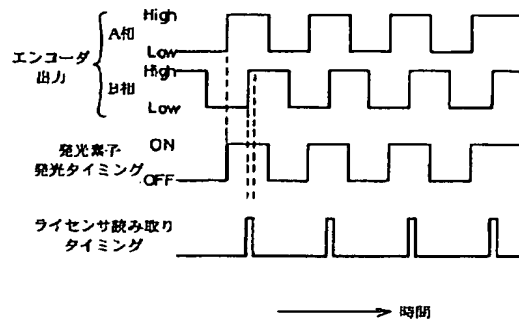 エンコーダ
出力
A相
High
Low
B相
High
Low
発光素子
発光タイミング
ON
OFF
ライセンサ読み取り
タイミング
時間